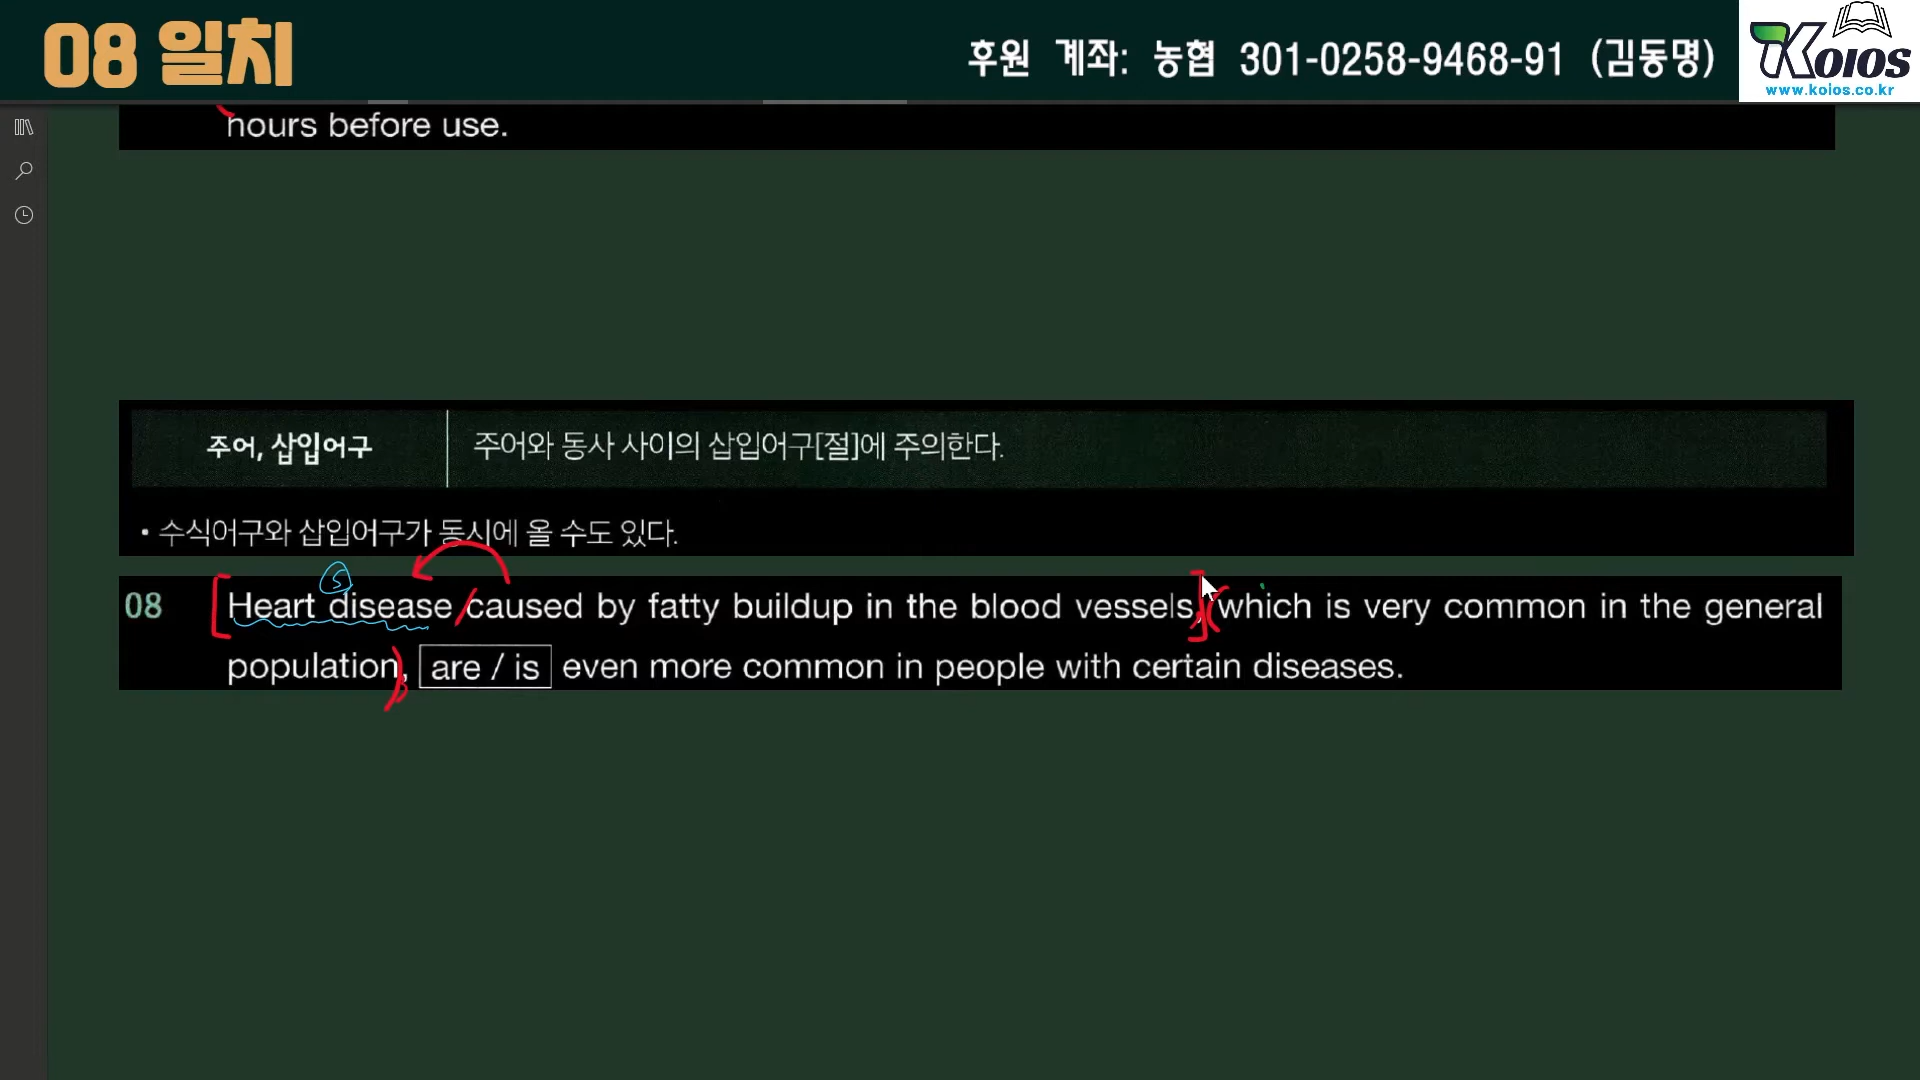 08 일치
후원 계좌: 농협 301-0258-9468-91 (김동명)
KOIOS
www.koios.co.kr
hours before use.
주어, 삽입어구
주어와 동사 사이의 삽입어구[절]에 주의한다.
• 수식어구와 삽입어구가 동시에 올 수도 있다.
S
08 Heart disease caused by fatty buildup in the blood vessels, which is very common in the general
population, are / is even more common in people with certain diseases.